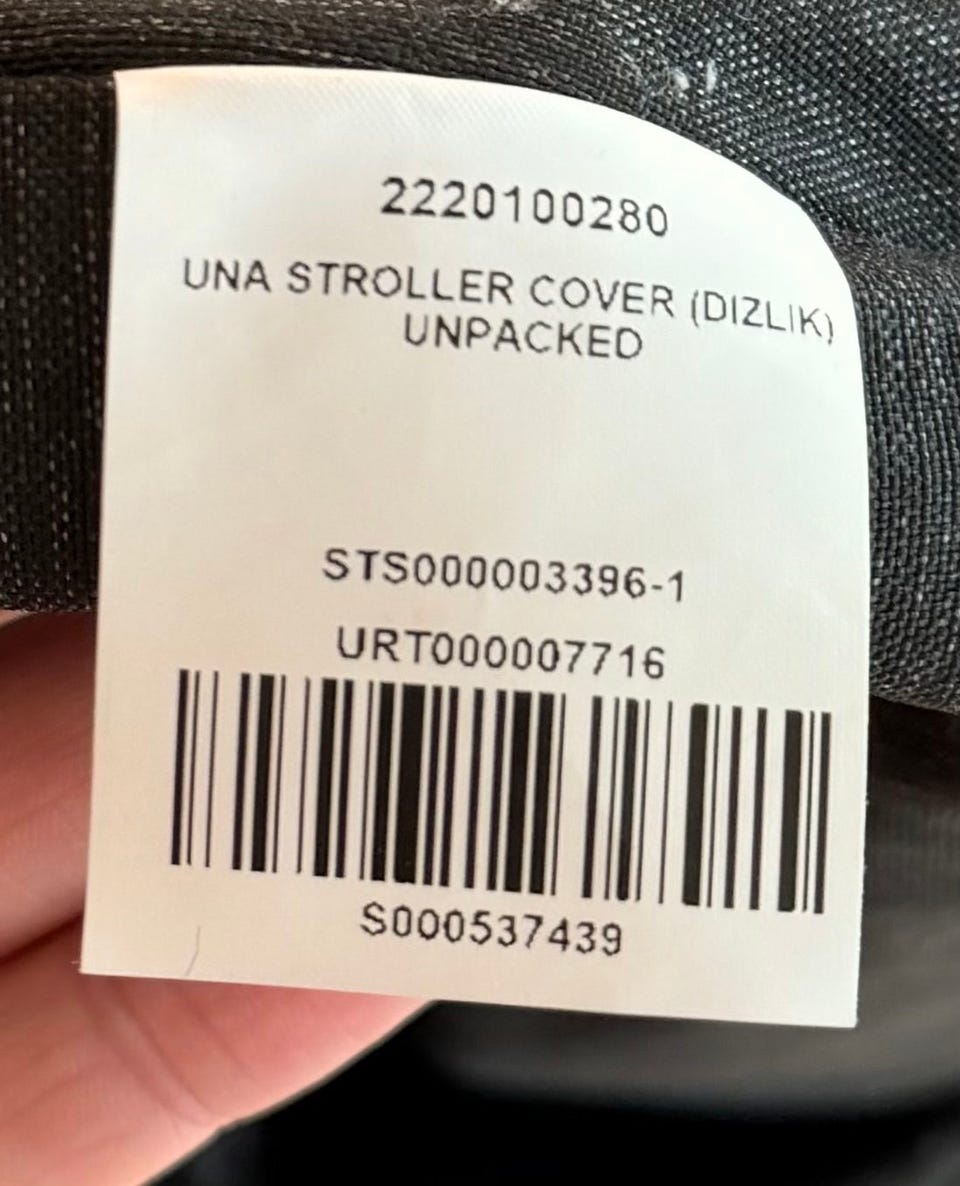 2220100280
UNA STROLLER COVER (DIZLIK)
UNPACKED
STS000003396-1
URT000007716
S000537439